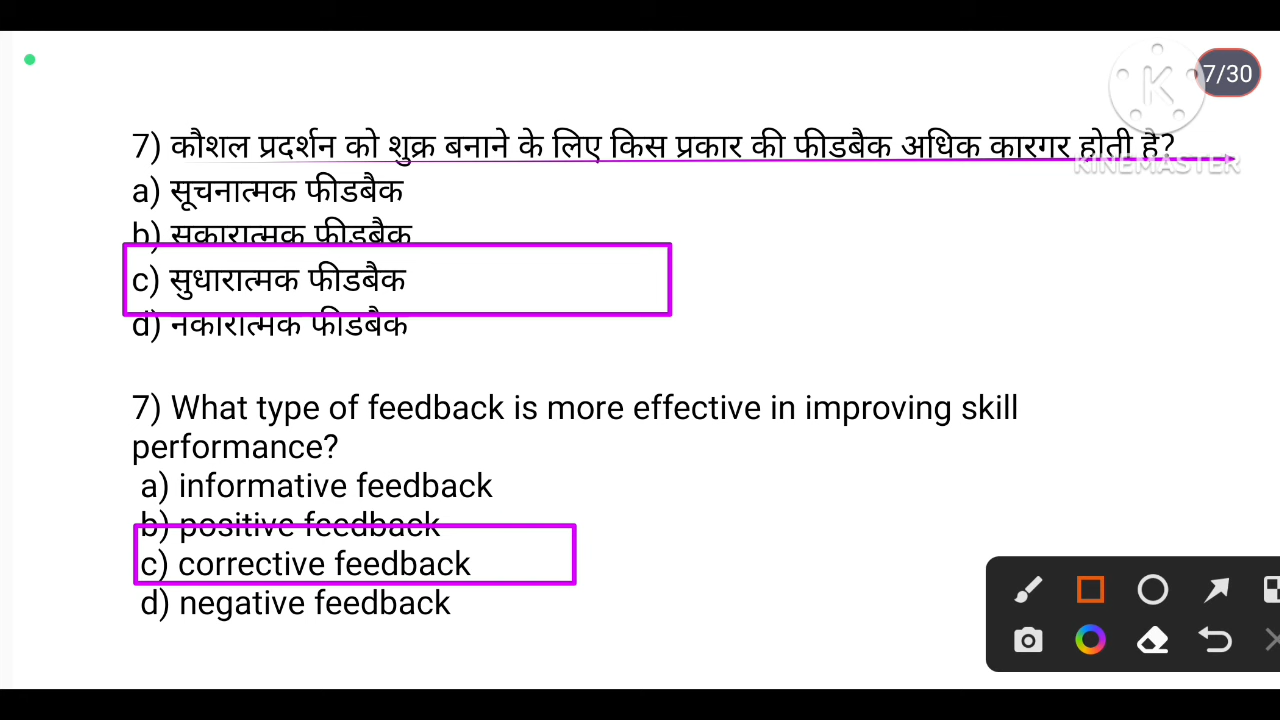 7/30
7) कौशल प्रदर्शन को शुक्र बनाने के लिए किस प्रकार की फीडबैक अधिक कारगर होती है?
KINEMASTER
a) सूचनात्मक फीडबैक
b) सकारात्मक फीडबैक
c) सुधारात्मक फीडबैक
d) नकारात्मक फीडबैक
7) What type of feedback is more effective in improving skill
performance?
a) informative feedback
b) positive feedback
c) corrective feedback
d) negative feedback